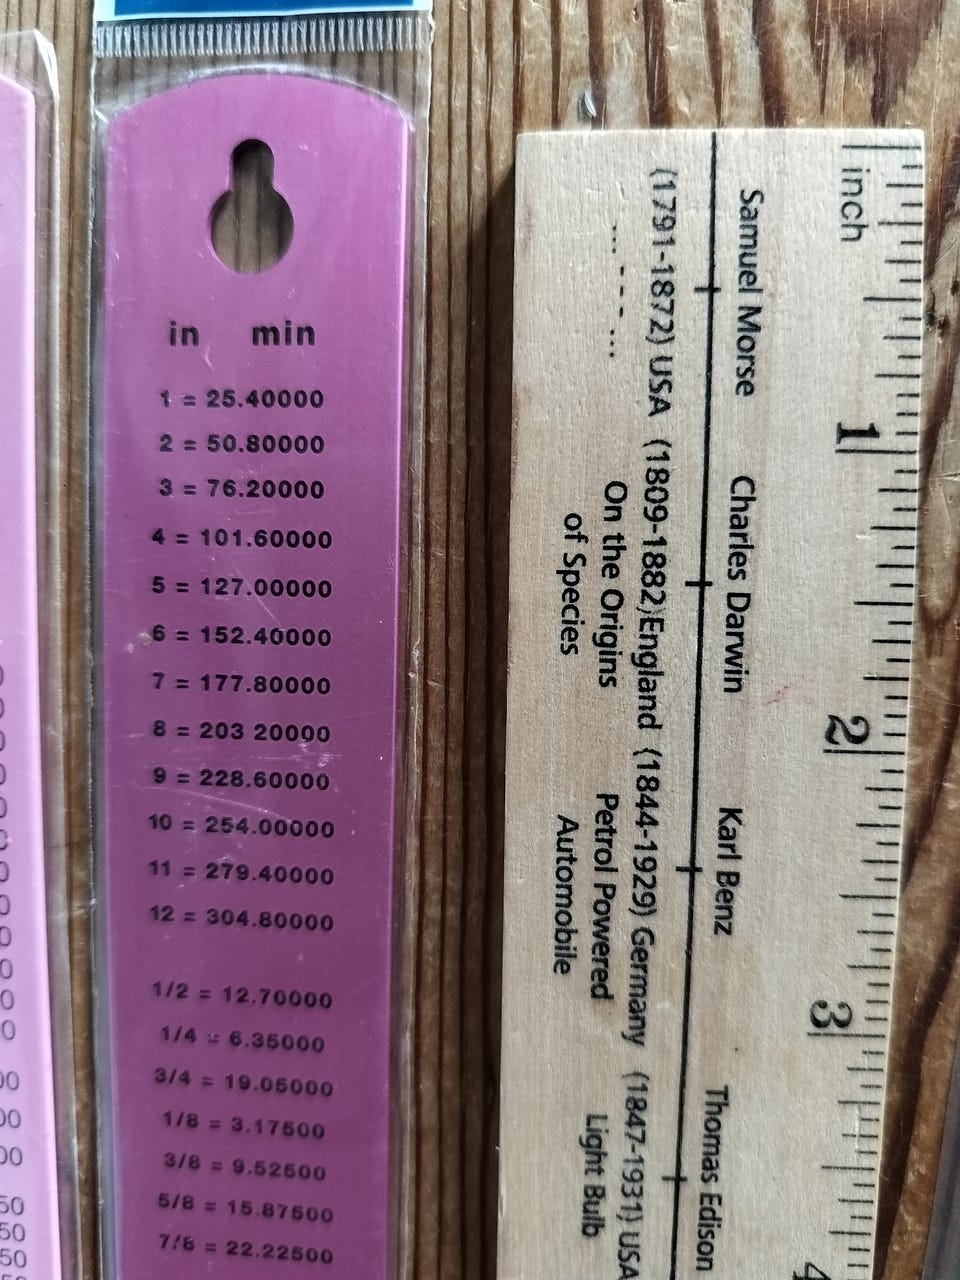 in min
1 = 25.40000
2 = 50.80000
3 = 76.20000
4 = 101.60000
5 = 127.00000
6 = 152.40000
7 = 177.80000
8 = 203 20000
9 = 228.60000
10 = 254.00000
11 = 279.40000
12 = 304.80000
1/2 = 12.70000
1/4 = 6.35000
3/4 = 19.05000
1/8 = 3.17500
3/8 = 9.52500
5/8 = 15.87500
7/8 = 22.22500
inch 1 2 3 4
Samuel Morse
(1791-1872) USA
... --- ...
Charles Darwin
(1809-1882)England
On the Origins
of Species
Karl Benz
(1844-1929) Germany
Petrol Powered
Automobile
Thomas Edison
(1847-1931) USA
Light Bulb